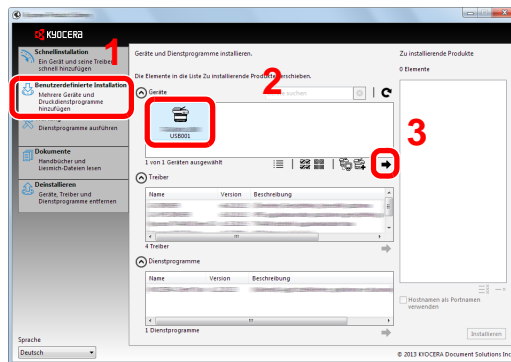 KYOCERA
1
Schnellinstallation
Ein Gerät und seine Treiber
schnell hinzufügen
Benutzerdefinierte Installation
Mehrere Geräte und
Druckdienstprogramme
hinzufügen
Dienstprogramme ausführen
Dokumente
Handbücher und
Liesmich-Dateien lesen
Deinstallieren
Geräte, Treiber und
Dienstprogramme entfernen
Sprache
Deutsch
Geräte und Dienstprogramme installieren.
Die Elemente in die Liste Zu installierende Produkte verschieben.
2
Geräte
suchen
USB001
3
1 von 1 Geräten ausgewählt
Treiber
Name Version Beschreibung
4 Treiber
Dienstprogramme
Name Version Beschreibung
1 Dienstprogramme
Zu installierende Produkte
0 Elemente
Hostnamen als Portnamen
verwenden
Installieren
© 2013 KYOCERA Document Solutions Inc.